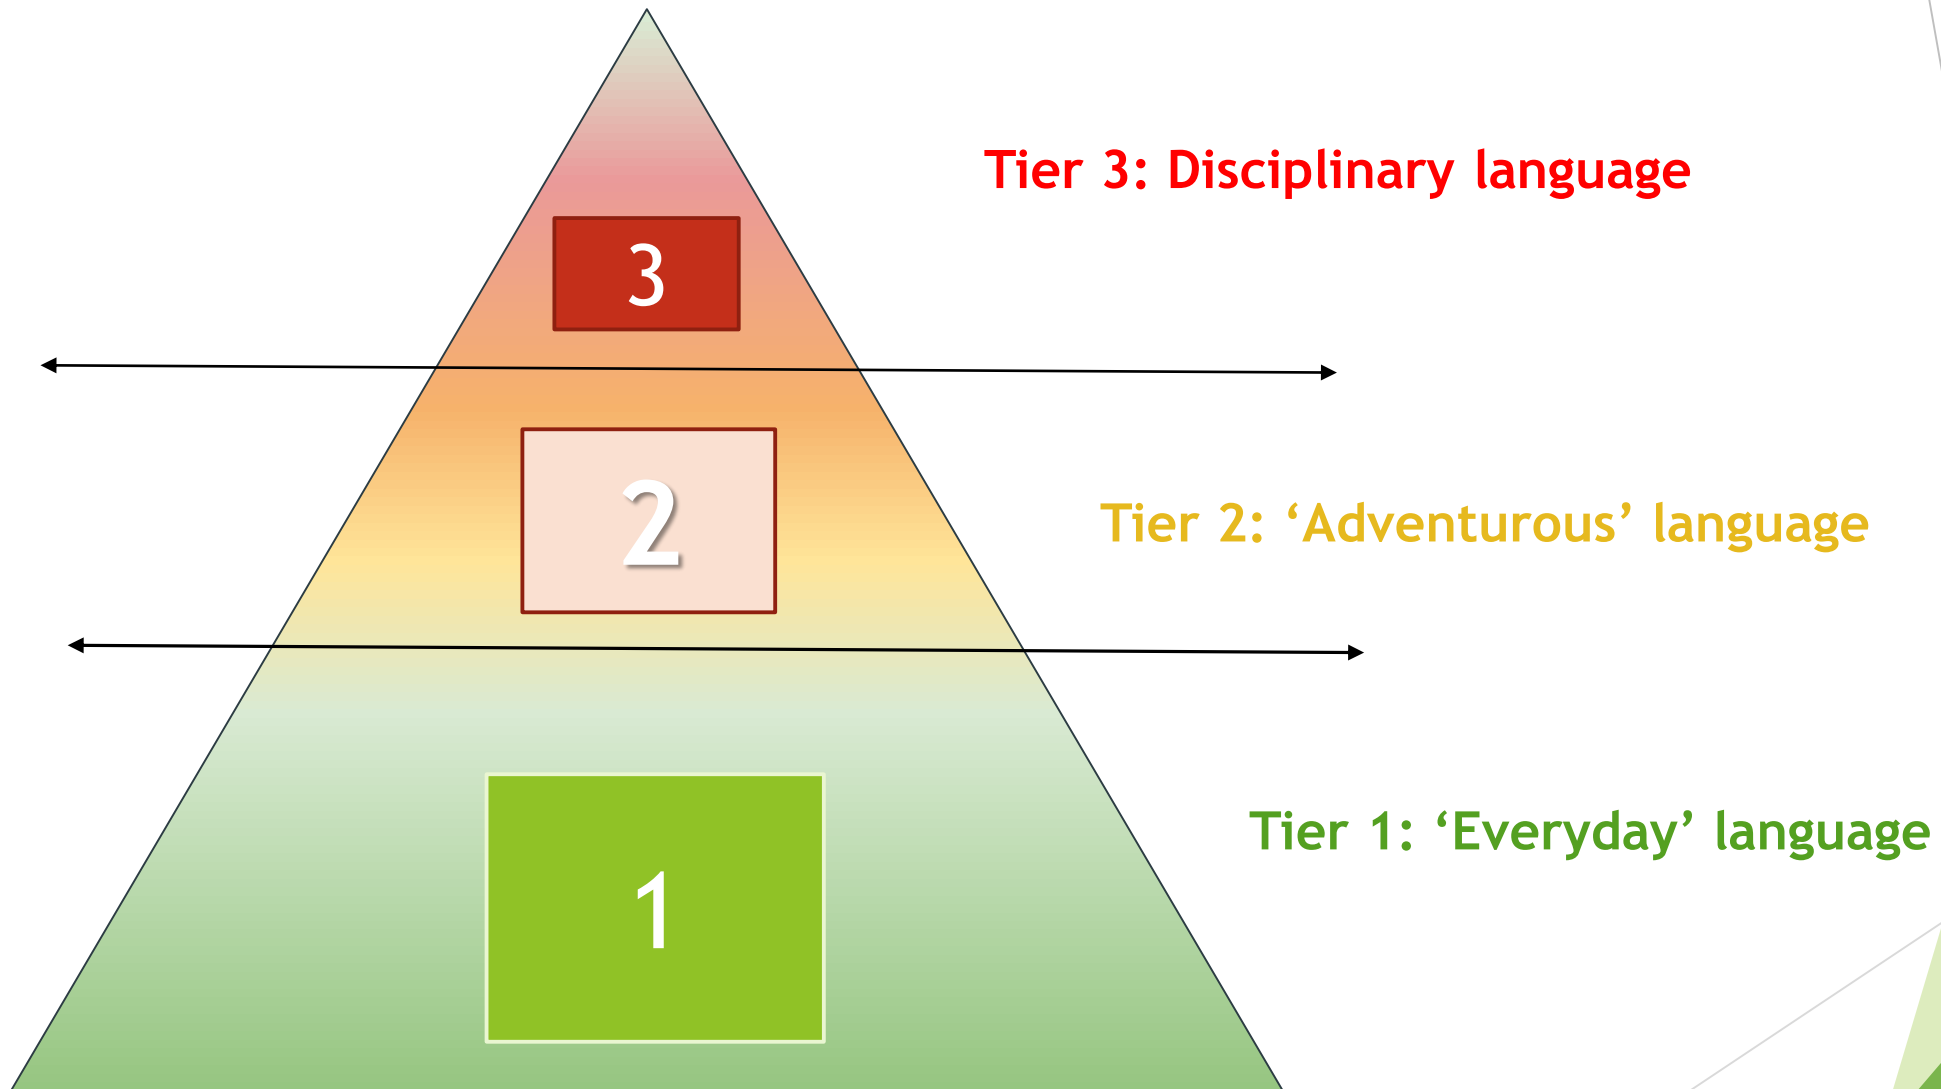 Tier 3: Disciplinary language
3
2
Tier 2: ‘Adventurous’ language
Tier 1: ‘Everyday’ language
1